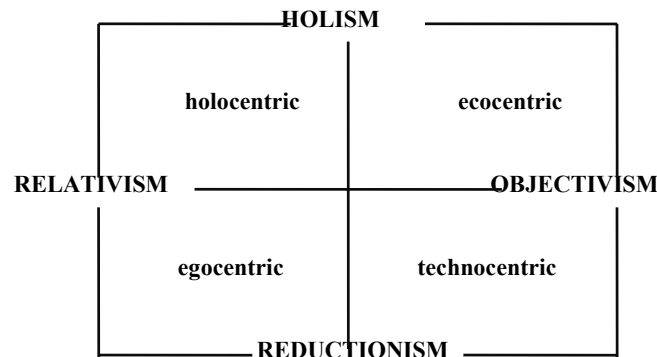 HOLISM
holocentric ecocentric
RELATIVISM OBJECTIVISM
egocentric technocentric
REDUCTIONISM